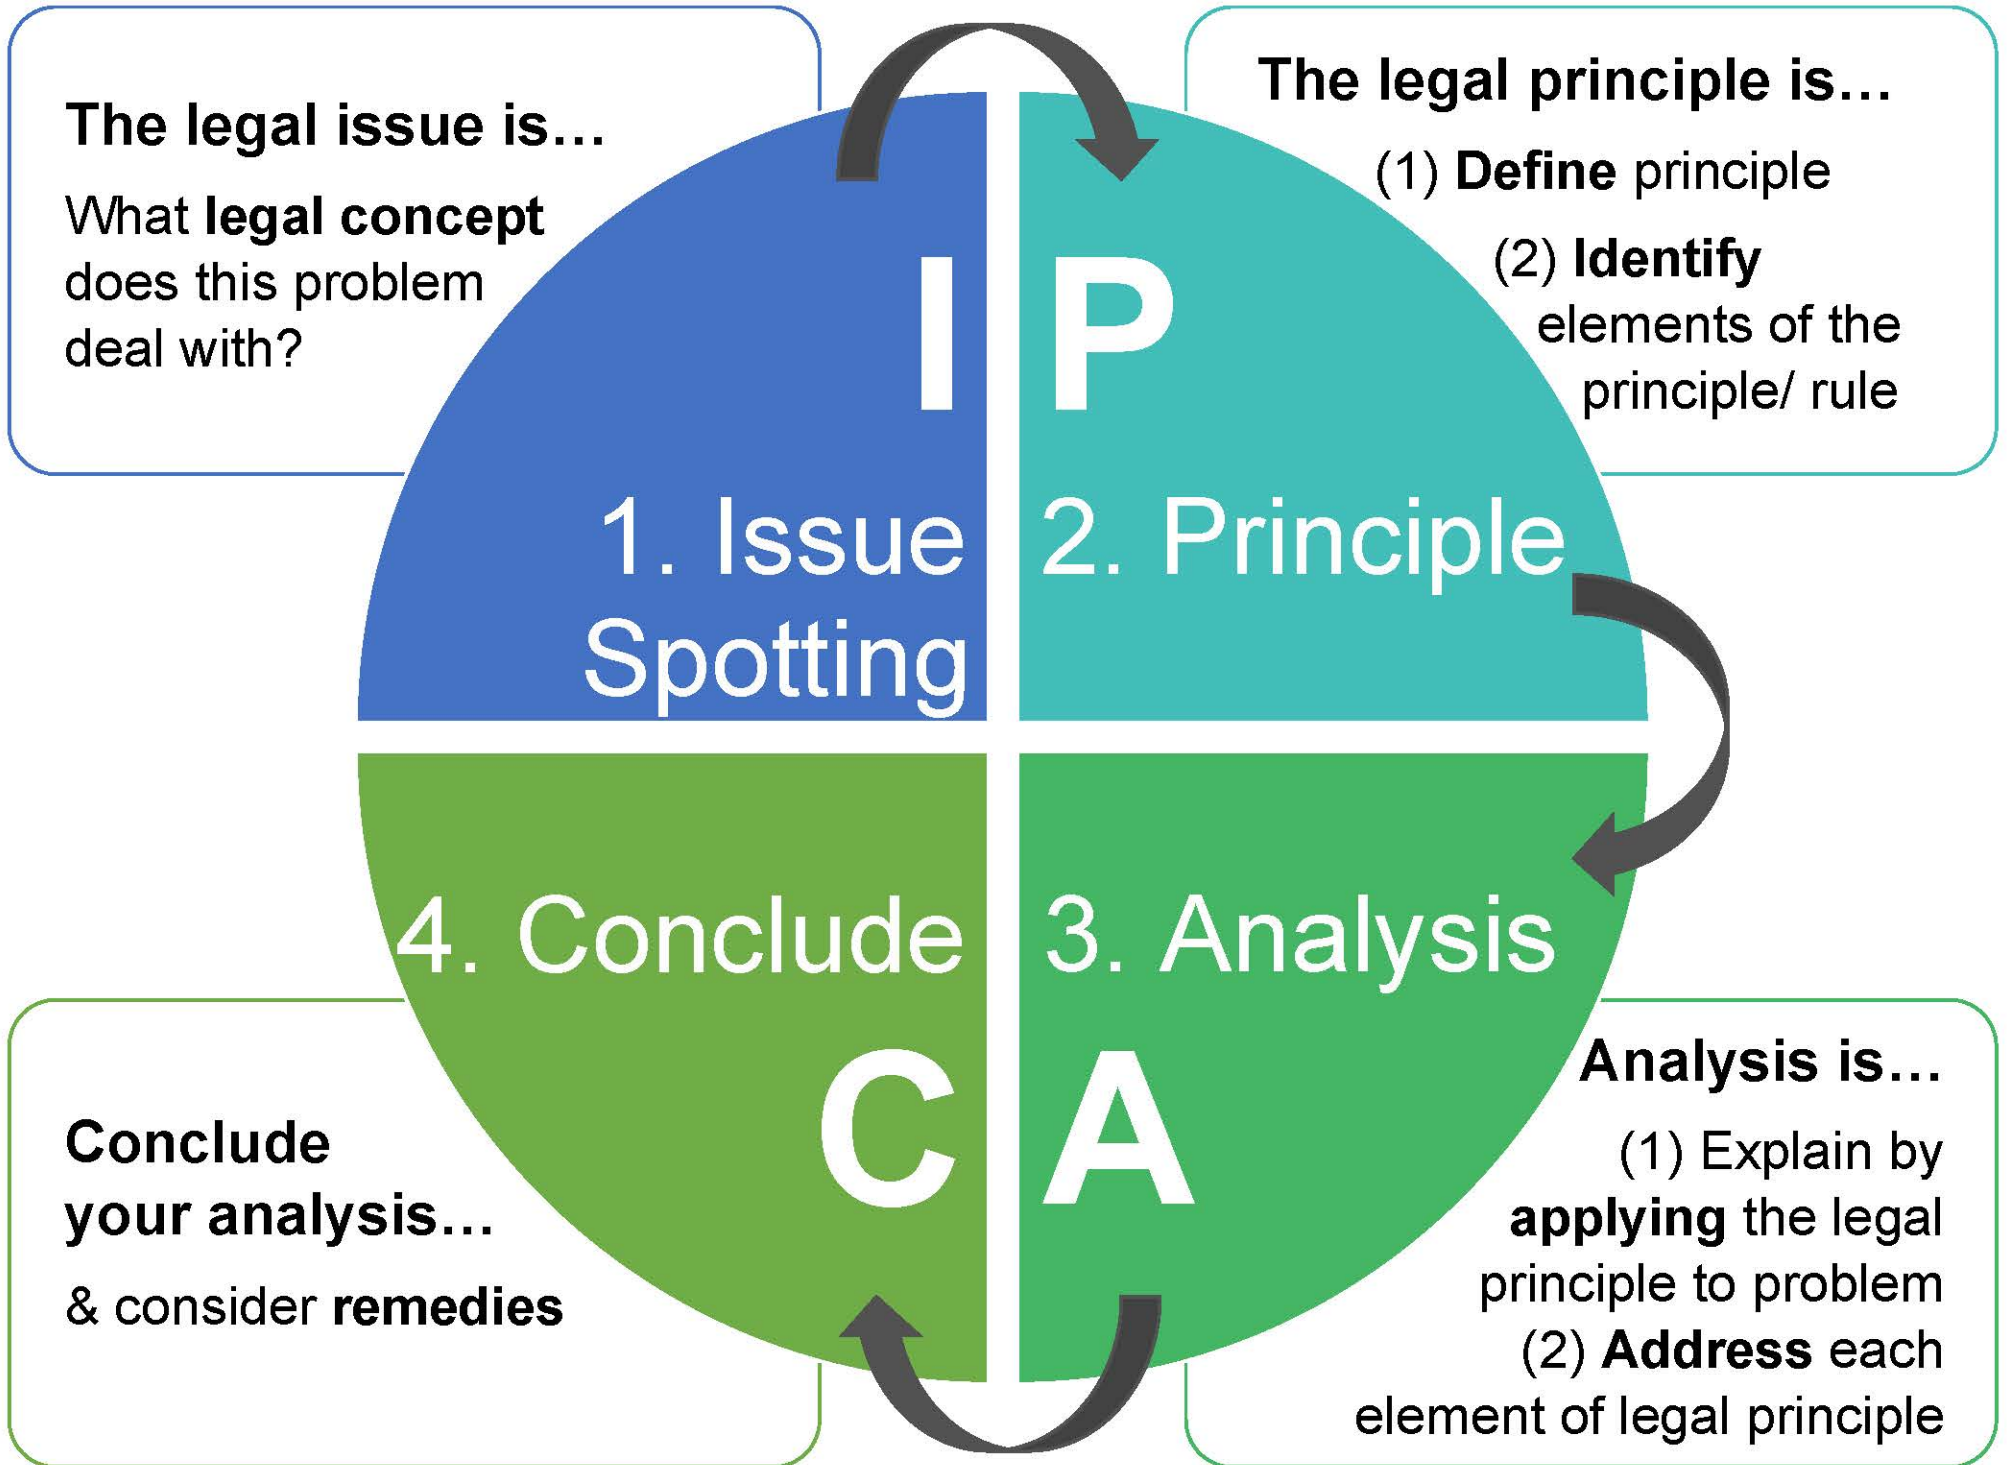 The legal issue is…
What legal concept
does this problem
deal with?
I
1. Issue
Spotting
The legal principle is…
(1) Define principle
(2) Identify
elements of the
principle/ rule
P
2. Principle
3. Analysis
A
Analysis is…
(1) Explain by
applying the legal
principle to problem
(2) Address each
element of legal principle
4. Conclude
C
Conclude
your analysis…
& consider remedies